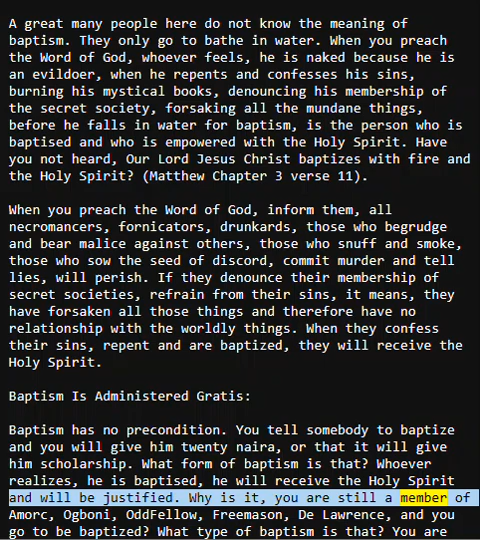 A great many people here do not know the meaning of
baptism. They only go to bathe in water. When you preach
the Word of God, whoever feels, he is naked because he is
an evildoer, when he repents and confesses his sins,
burning his mystical books, denouncing his membership of
the secret society, forsaking all the mundane things,
before he falls in water for baptism, is the person who is
baptised and who is empowered with the Holy Spirit. Have
you not heard, Our Lord Jesus Christ baptizes with fire and
the Holy Spirit? (Matthew Chapter 3 verse 11).

When you preach the Word of God, inform them, all
necromancers, fornicators, drunkards, those who begrudge
and bear malice against others, those who snuff and smoke,
those who sow the seed of discord, commit murder and tell
lies, will perish. If they denounce their membership of
secret societies, refrain from their sins, it means, they
have forsaken all those things and therefore have no
relationship with the worldly things. When they confess
their sins, repent and are baptized, they will receive the
Holy Spirit.

Baptism Is Administered Gratis:

Baptism has no precondition. You tell somebody to baptize
and you will give him twenty naira, or that it will give
him scholarship. What form of baptism is that? Whoever
realizes, he is baptised, he will receive the Holy Spirit
and will be justified. Why is it, you are still a member of
Amorc, Ogboni, OddFellow, Freemason, De Lawrence, and you
go to be baptized? What type of baptism is that? You are